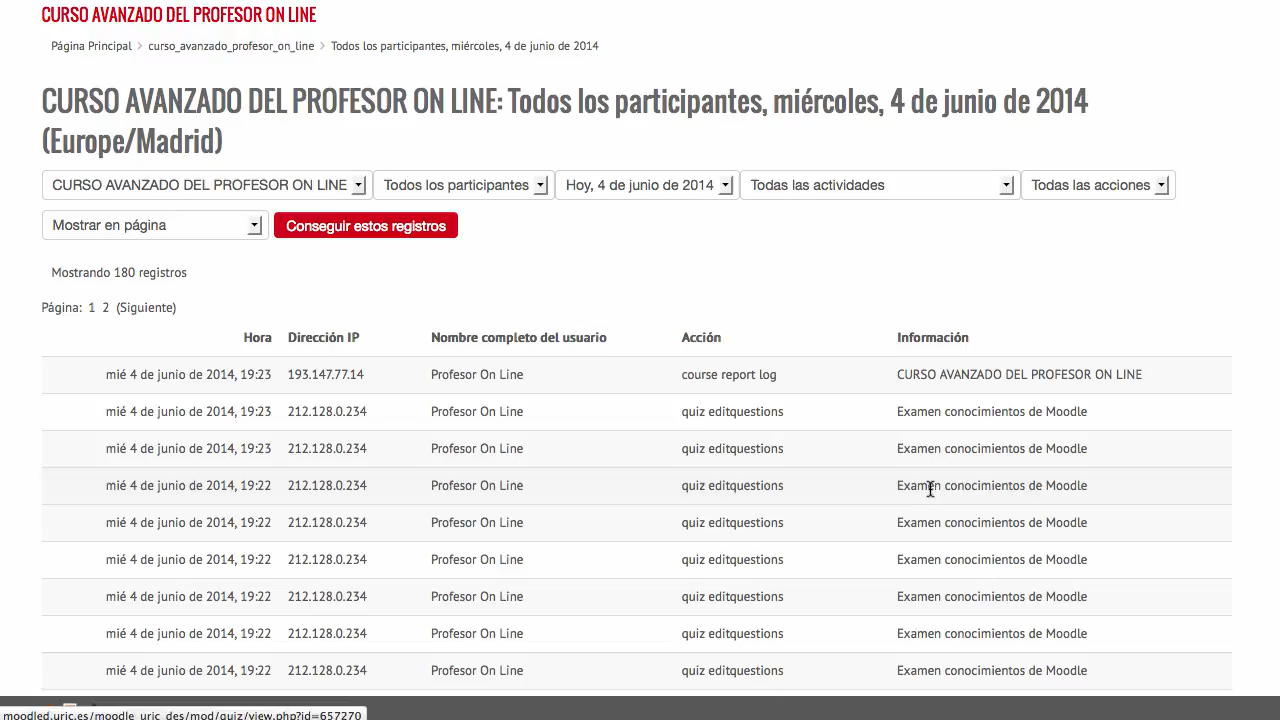 CURSO AVANZADO DEL PROFESOR ON LINE
Página Principal > curso_avanzado_profesor_on_line > Todos los participantes, miércoles, 4 de junio de 2014
CURSO AVANZADO DEL PROFESOR ON LINE: Todos los participantes, miércoles, 4 de junio de 2014
(Europe/Madrid)
CURSO AVANZADO DEL PROFESOR ON LINE Todos los participantes Hoy, 4 de junio de 2014 Todas las actividades Todas las acciones
Mostrar en página Conseguir estos registros
Mostrando 180 registros
Página: 1 2 (Siguiente)
Hora Dirección IP Nombre completo del usuario Acción Información
mié 4 de junio de 2014, 19:23 193.147.77.14 Profesor On Line course report log CURSO AVANZADO DEL PROFESOR ON LINE
mié 4 de junio de 2014, 19:23 212.128.0.234 Profesor On Line quiz editquestions Examen conocimientos de Moodle
mié 4 de junio de 2014, 19:23 212.128.0.234 Profesor On Line quiz editquestions Examen conocimientos de Moodle
mié 4 de junio de 2014, 19:22 212.128.0.234 Profesor On Line quiz editquestions Examen conocimientos de Moodle
mié 4 de junio de 2014, 19:22 212.128.0.234 Profesor On Line quiz editquestions Examen conocimientos de Moodle
mié 4 de junio de 2014, 19:22 212.128.0.234 Profesor On Line quiz editquestions Examen conocimientos de Moodle
mié 4 de junio de 2014, 19:22 212.128.0.234 Profesor On Line quiz editquestions Examen conocimientos de Moodle
mié 4 de junio de 2014, 19:22 212.128.0.234 Profesor On Line quiz editquestions Examen conocimientos de Moodle
mié 4 de junio de 2014, 19:22 212.128.0.234 Profesor On Line quiz editquestions Examen conocimientos de Moodle
moodled.urjc.es/moodle_urjc_des/mod/quiz/view.php?id=657270